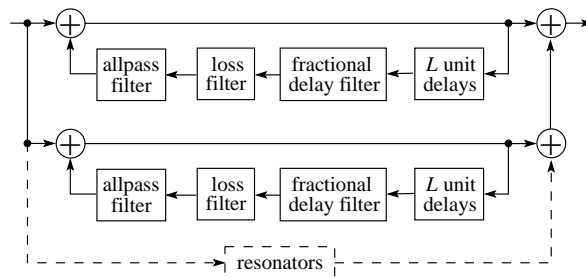 allpass filter
loss filter
fractional delay filter
L unit delays
allpass filter
loss filter
fractional delay filter
L unit delays
resonators